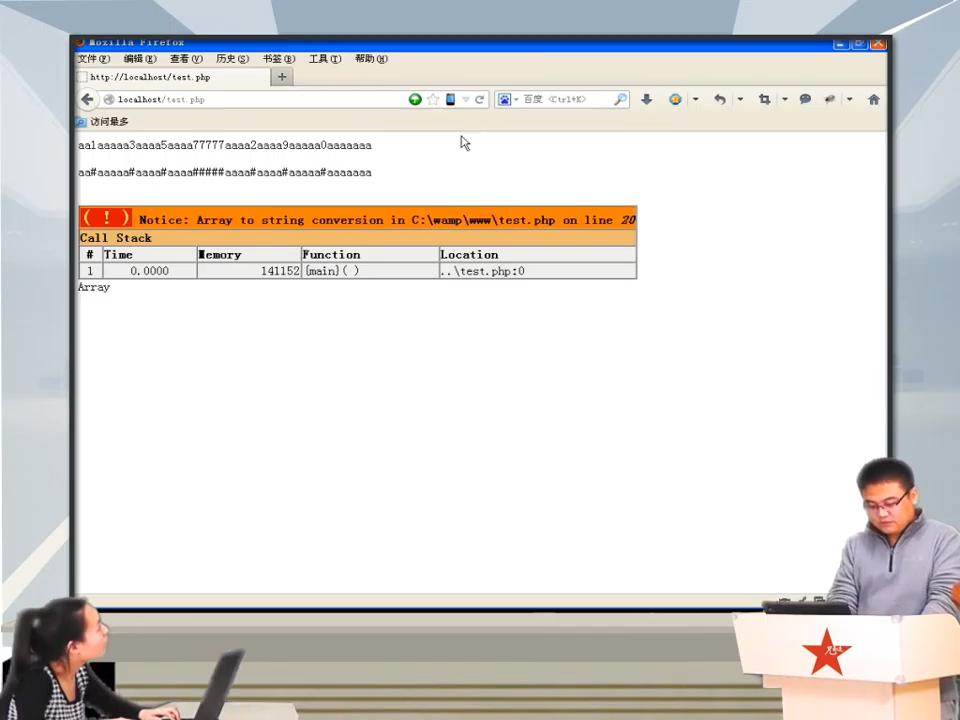 Mozilla Firefox
文件(F) 编辑(E) 查看(V) 历史(S) 书签(B) 工具(T) 帮助(H)
http://localhost/test.php +
localhost/test.php 百度 <Ctrl+K>
访问最多
aa1aaaaa3aaaa5aaaa77777aaaa2aaaa9aaaaa0aaaaaaa
aa#aaaaa#aaaa#aaaa#####aaaa#aaaa#aaaaa#aaaaaaa
( ! ) Notice: Array to string conversion in C:\wamp\www\test.php on line 20
Call Stack
# Time Memory Function Location
1 0.0000 141152 {main}( ) ..\test.php:0
Array